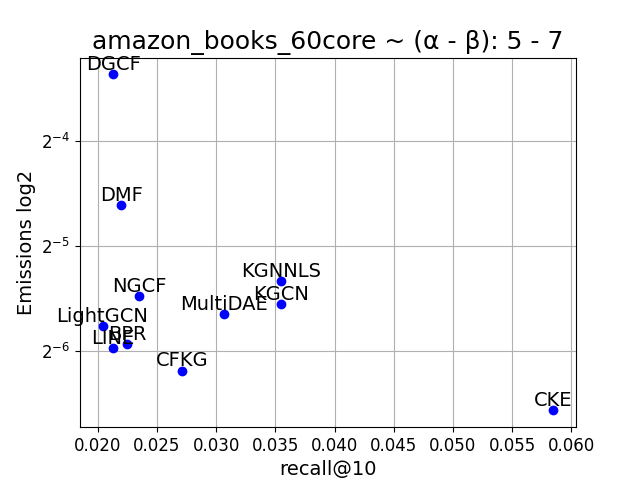 amazon_books_60core ~ (α - β): 5 - 7
DGCF
2⁻⁴
DMF
2⁻⁵
KGNNLS
NGCF
KGCN
MultiDAE
LightGCN
BPR
LINE
2⁻⁶
CFKG
CKE
Emissions log2
0.020 0.025 0.030 0.035 0.040 0.045 0.050 0.055 0.060
recall@10